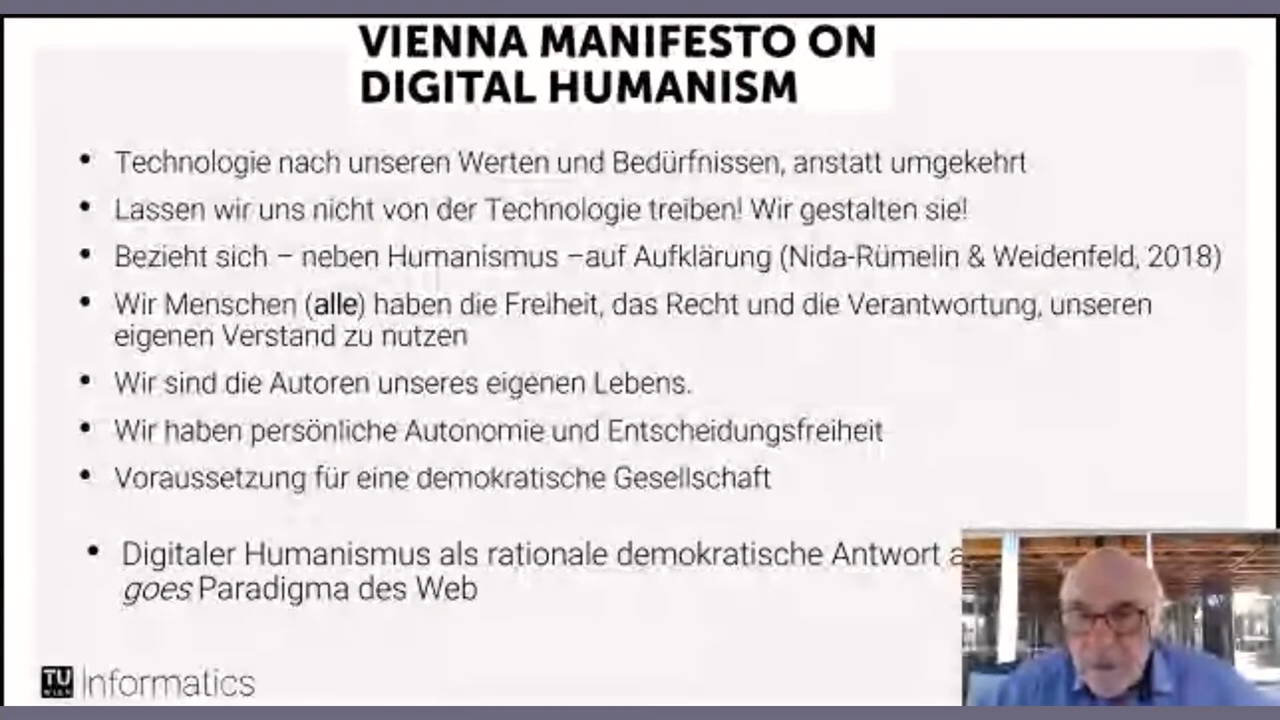 VIENNA MANIFESTO ON
DIGITAL HUMANISM
• Technologie nach unseren Werten und Bedürfnissen, anstatt umgekehrt
• Lassen wir uns nicht von der Technologie treiben! Wir gestalten sie!
• Bezieht sich – neben Humanismus –auf Aufklärung (Nida-Rümelin & Weidenfeld, 2018)
• Wir Menschen (alle) haben die Freiheit, das Recht und die Verantwortung, unseren
eigenen Verstand zu nutzen
• Wir sind die Autoren unseres eigenen Lebens.
• Wir haben persönliche Autonomie und Entscheidungsfreiheit
• Voraussetzung für eine demokratische Gesellschaft
• Digitaler Humanismus als rationale demokratische Antwort
goes Paradigma des Web
TU Informatics
WIEN